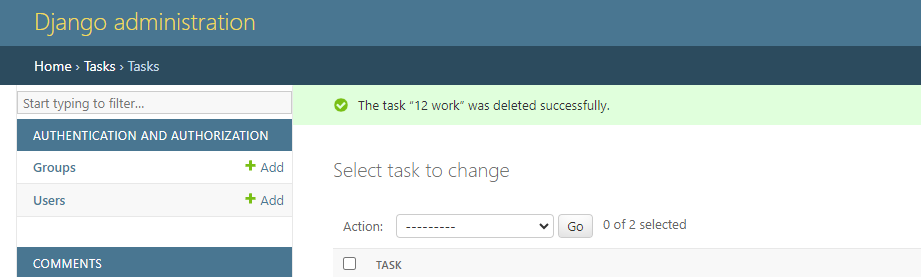 Django administration
Home › Tasks › Tasks
Start typing to filter...
The task “12 work” was deleted successfully.
AUTHENTICATION AND AUTHORIZATION
Groups + Add
Select task to change
Users + Add
Action: --------- Go 0 of 2 selected
COMMENTS
TASK